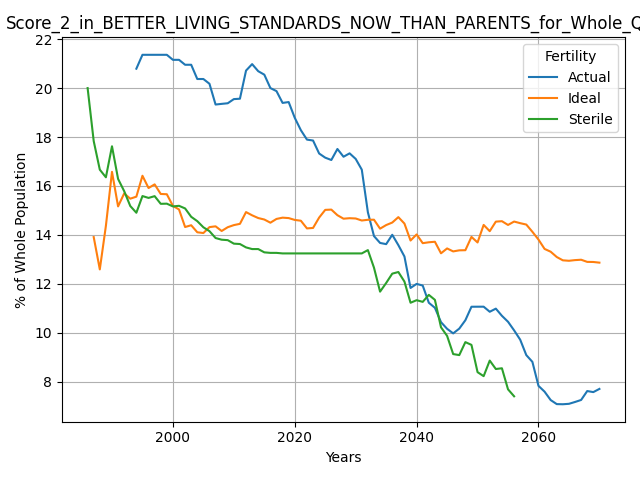 Score_2_in_BETTER_LIVING_STANDARDS_NOW_THAN_PARENTS_for_Whole_Q
22
20
18
16
14
12
10
8
% of Whole Population
Fertility
Actual
Ideal
Sterile
2000 2020 2040 2060
Years